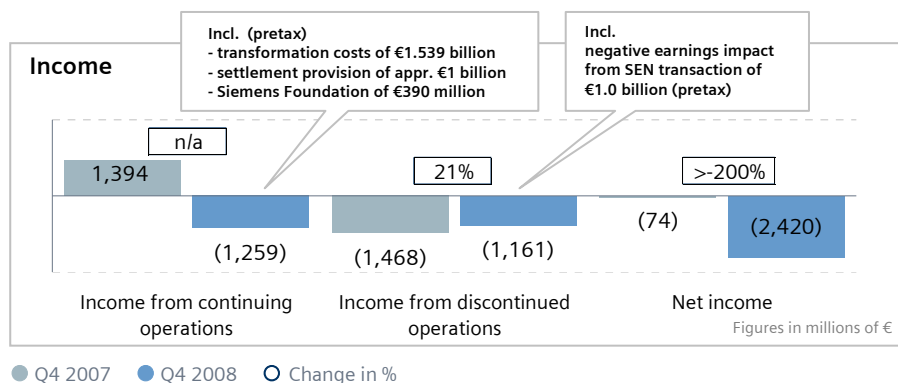 Incl. (pretax)
- transformation costs of €1.539 billion
- settlement provision of appr. €1 billion
- Siemens Foundation of €390 million
Incl.
negative earnings impact
from SEN transaction of
€1.0 billion (pretax)
Income
n/a
21%
>-200%
1,394
(1,259)
(1,468)
(1,161)
(74)
(2,420)
Income from continuing
operations
Income from discontinued
operations
Net income
Figures in millions of €
Q4 2007 Q4 2008 Change in %